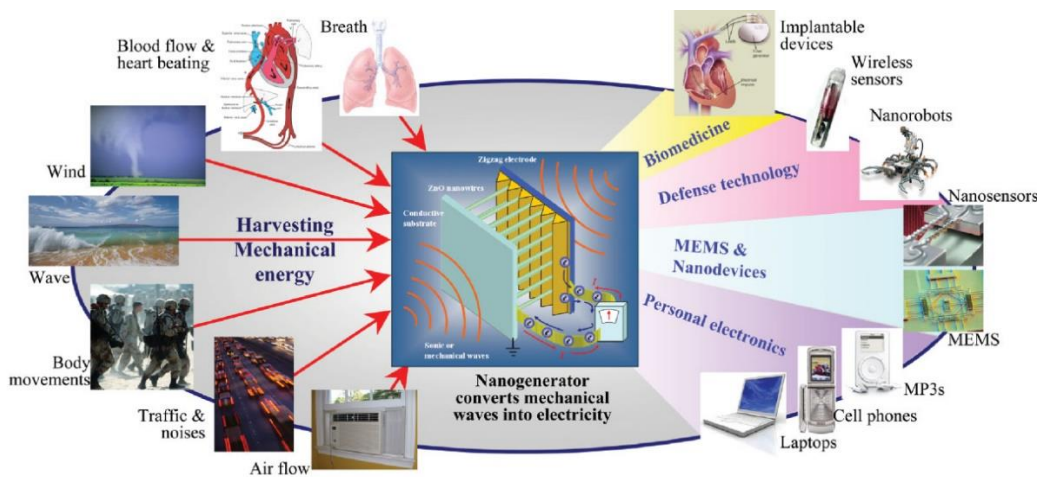 Blood flow &
heart beating
Breath
Wind
Wave
Body
movements
Traffic &
noises
Air flow
Harvesting
Mechanical
energy
Zigzag electrode
ZnO nanowires
Conductive
substrate
Sonic or
mechanical waves
Nanogenerator
converts mechanical
waves into electricity
Biomedicine
Defense technology
MEMS &
Nanodevices
Personal electronics
Implantable
devices
Wireless
sensors
Nanorobots
Nanosensors
MEMS
MP3s
Cell phones
Laptops